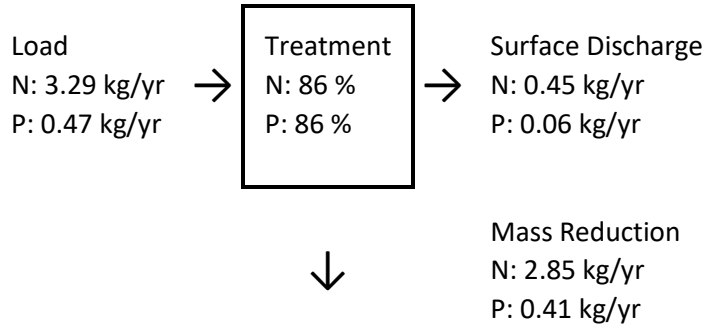 Load
N: 3.29 kg/yr
P: 0.47 kg/yr
Treatment
N: 86 %
P: 86 %
Surface Discharge
N: 0.45 kg/yr
P: 0.06 kg/yr
Mass Reduction
N: 2.85 kg/yr
P: 0.41 kg/yr